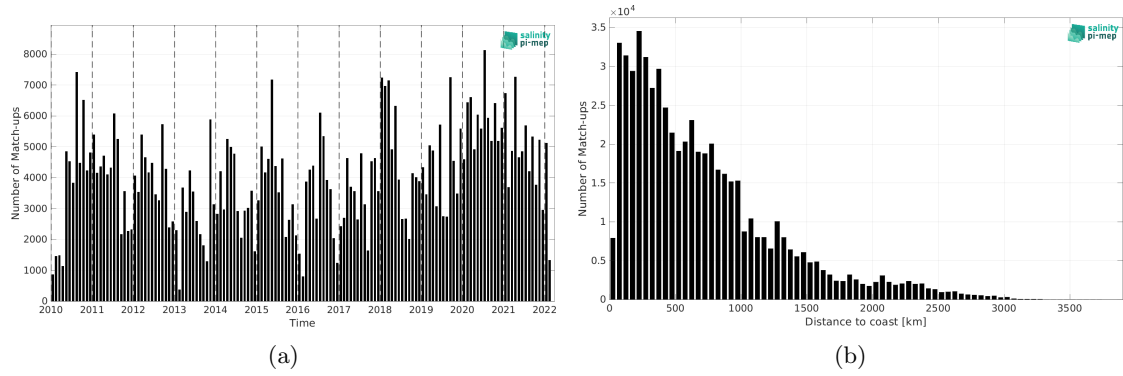 salinity
pi-mep
Number of Match-ups
8000
7000
6000
5000
4000
3000
2000
1000
0
2010 2011 2012 2013 2014 2015 2016 2017 2018 2019 2020 2021 2022
Time
(a)
×10⁴
salinity
pi-mep
Number of Match-ups
3.5
3
2.5
2
1.5
1
0.5
0
0 500 1000 1500 2000 2500 3000 3500
Distance to coast [km]
(b)